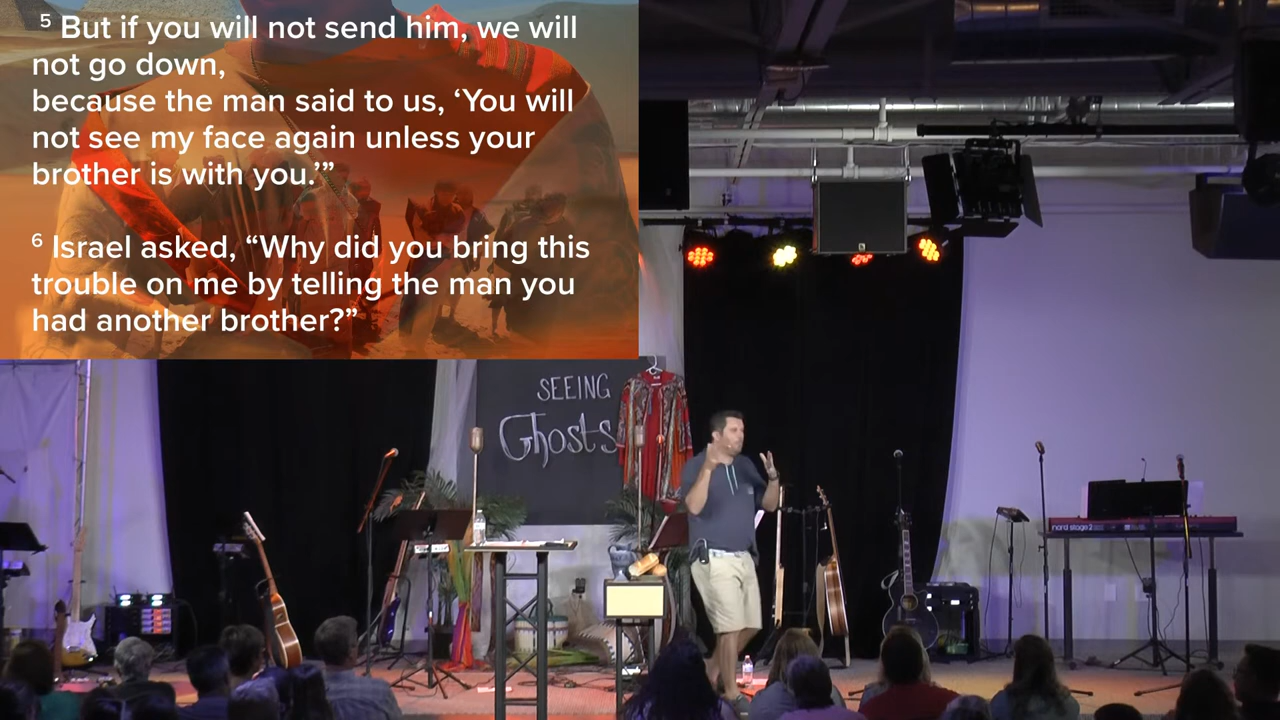 5 But if you will not send him, we will
not go down,
because the man said to us, ‘You will
not see my face again unless your
brother is with you.’”
6 Israel asked, “Why did you bring this
trouble on me by telling the man you
had another brother?”
SEEING
Ghosts
nord stage 2